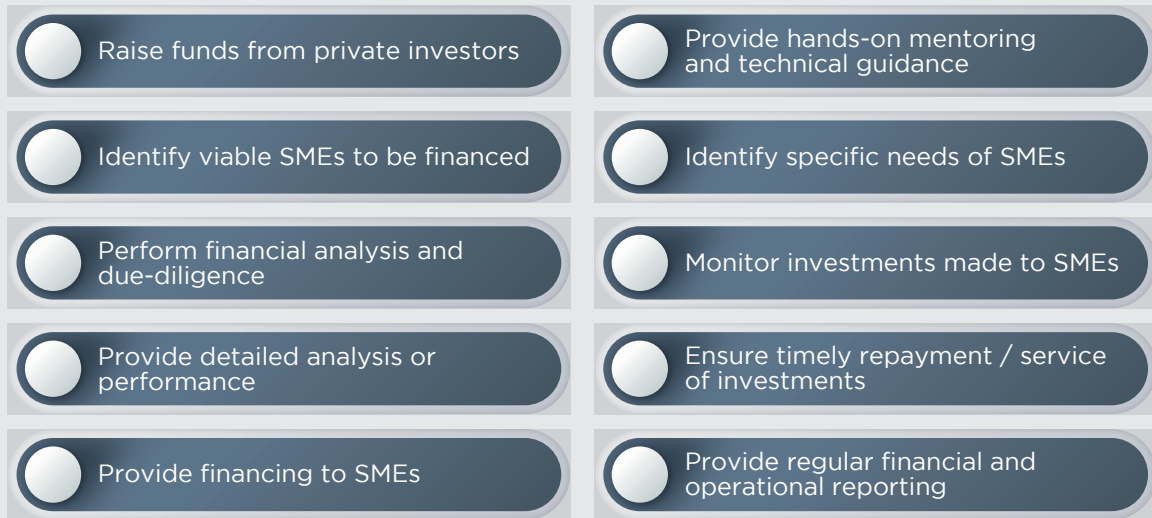 Raise funds from private investors
Identify viable SMEs to be financed
Perform financial analysis and
due-diligence
Provide detailed analysis or
performance
Provide financing to SMEs
Provide hands-on mentoring
and technical guidance
Identify specific needs of SMEs
Monitor investments made to SMEs
Ensure timely repayment / service
of investments
Provide regular financial and
operational reporting